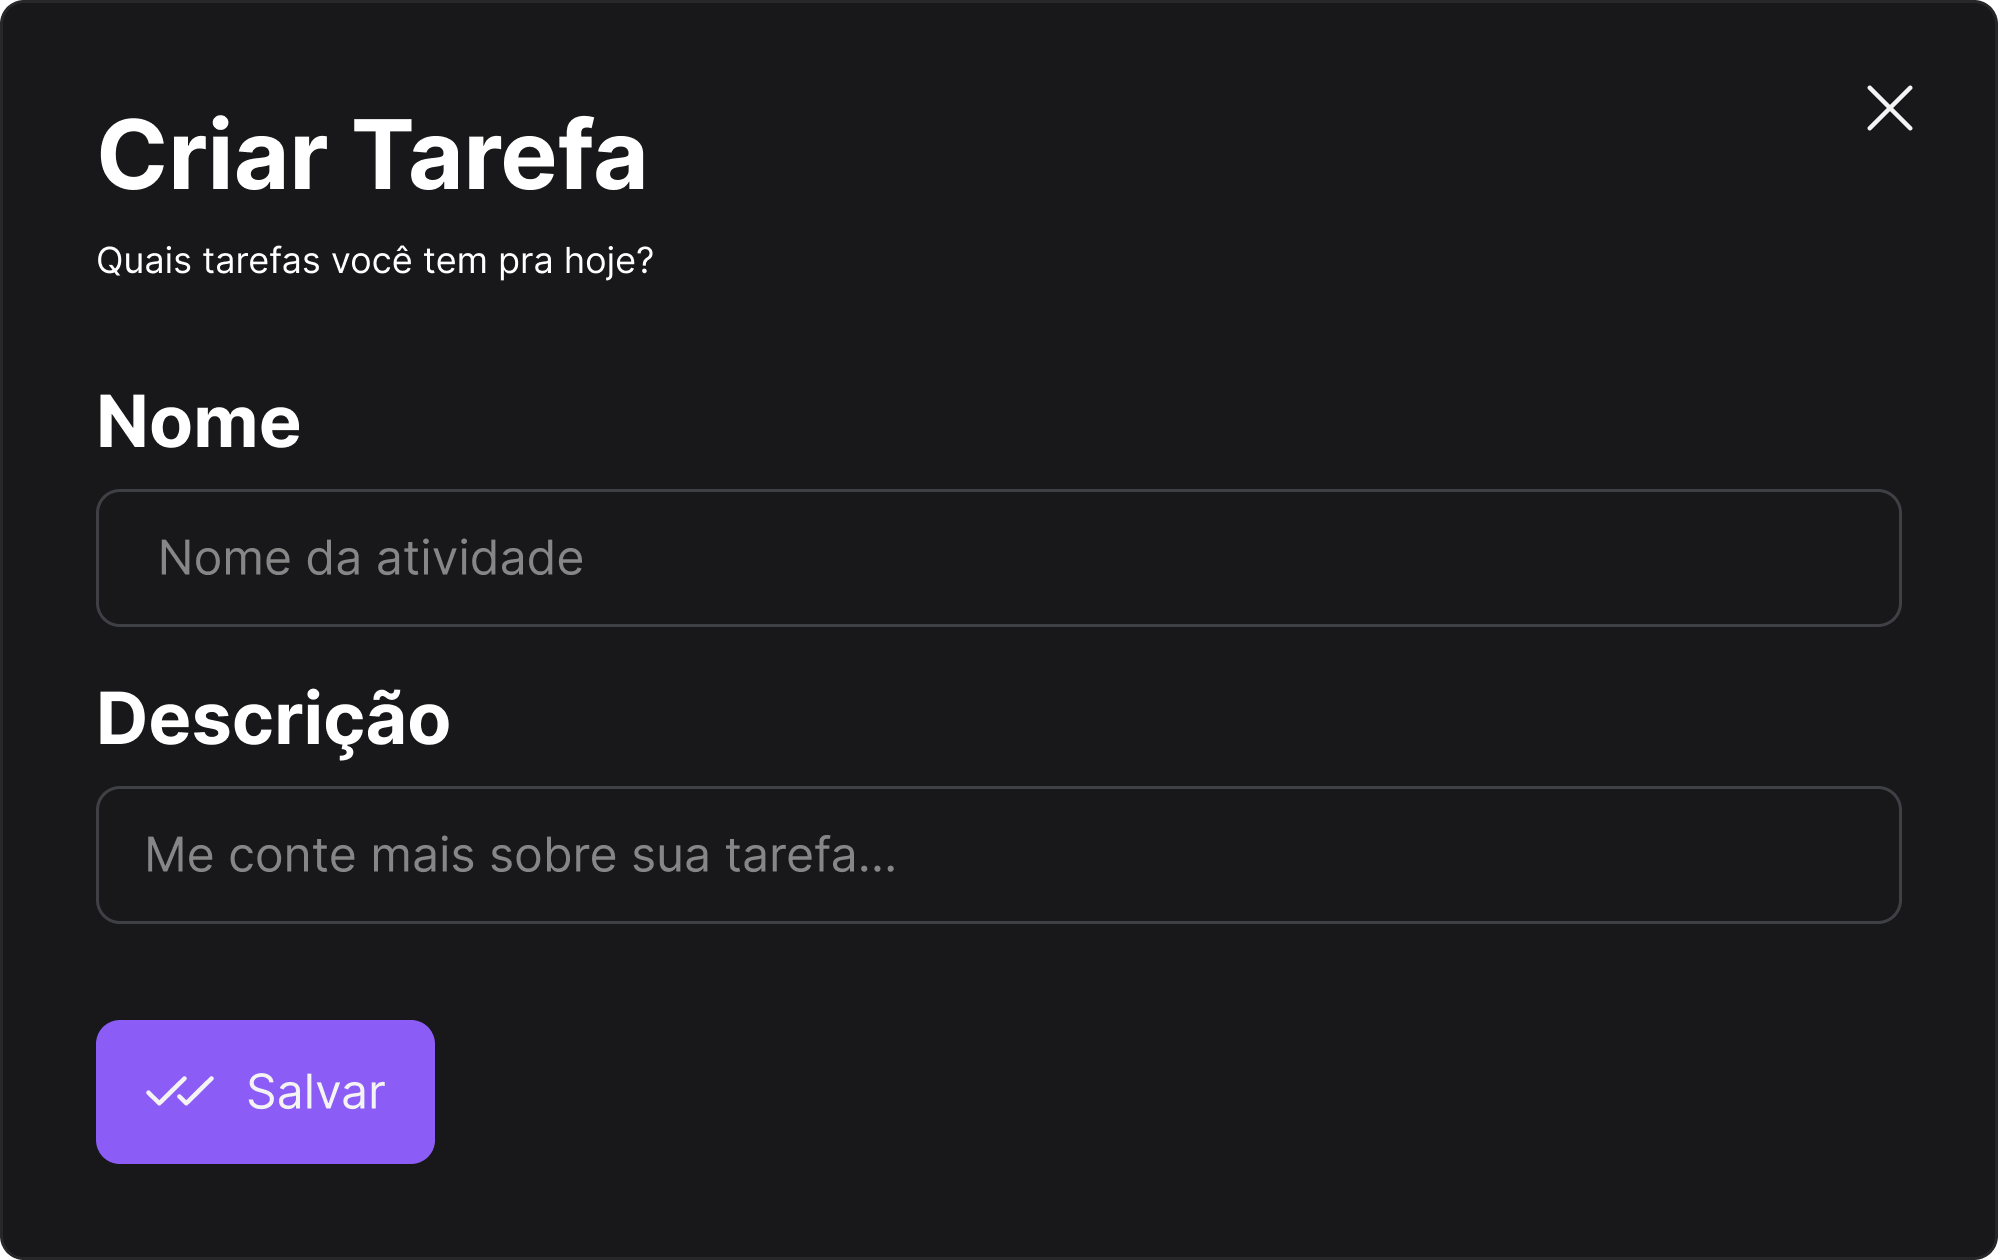 Criar Tarefa
Quais tarefas você tem pra hoje?
Nome
Nome da atividade
Descrição
Me conte mais sobre sua tarefa...
Salvar